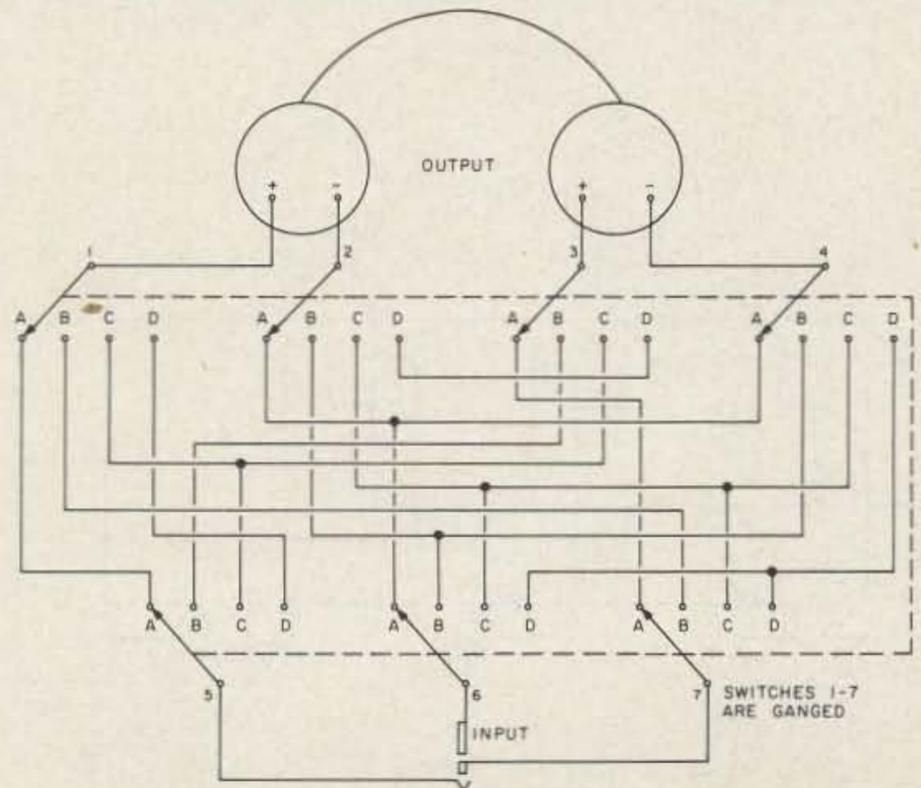 OUTPUT
+ - + -
1 2 3 4
A B C D A B C D A B C D A B C D
A B C D A B C D A B C D
5 6 7 SWITCHES 1-7
ARE GANGED
INPUT